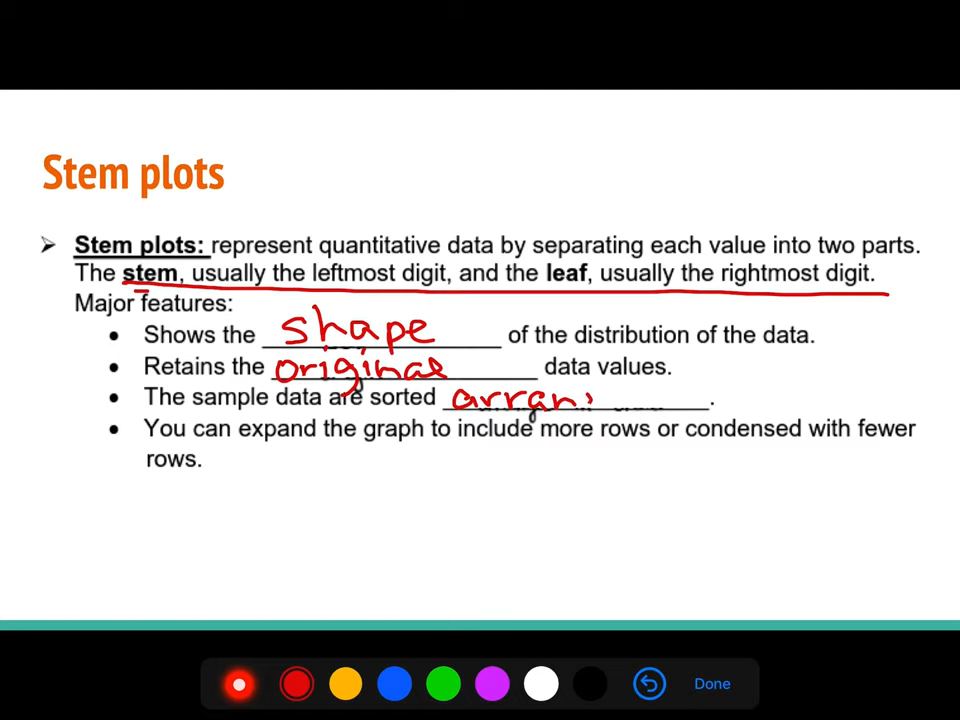 Stem plots
➢ Stem plots: represent quantitative data by separating each value into two parts.
The stem, usually the leftmost digit, and the leaf, usually the rightmost digit.
Major features:
• Shows the shape of the distribution of the data.
• Retains the original data values.
• The sample data are sorted arran .
• You can expand the graph to include more rows or condensed with fewer
rows.
Done